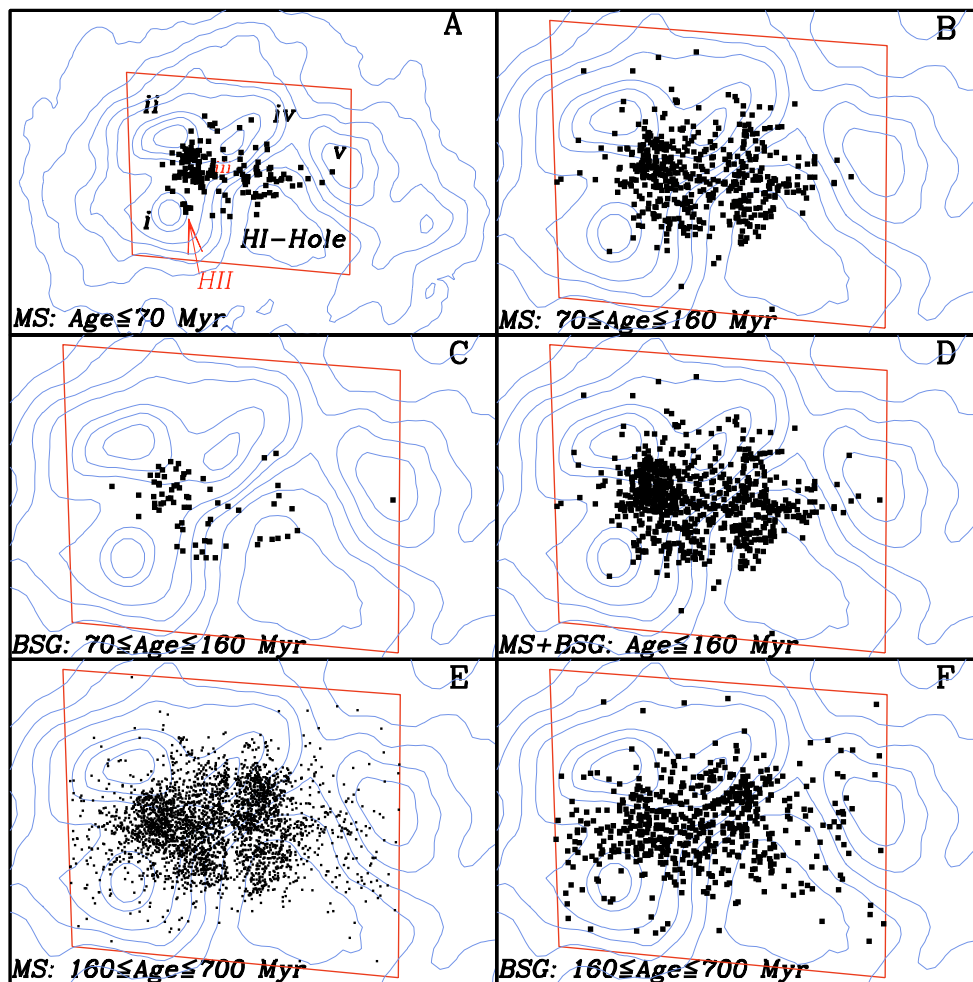 A
ii
iv
iii
v
i
HI-Hole
HII
MS: Age≤70 Myr
B
MS: 70≤Age≤160 Myr
C
BSG: 70≤Age≤160 Myr
D
MS+BSG: Age≤160 Myr
E
MS: 160≤Age≤700 Myr
F
BSG: 160≤Age≤700 Myr